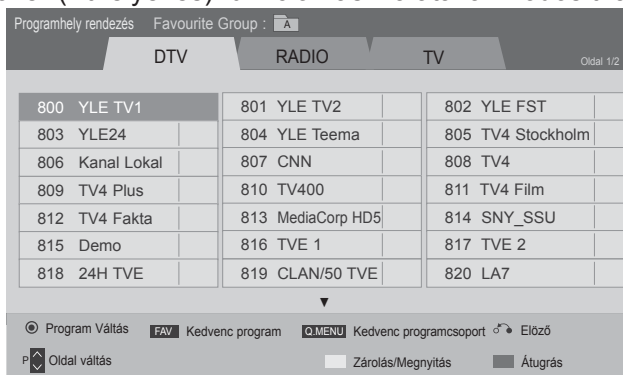 Programhely rendezés Favourite Group : A
DTV RADIO TV Oldal 1/2
800 YLE TV1 801 YLE TV2 802 YLE FST
803 YLE24 804 YLE Teema 805 TV4 Stockholm
806 Kanal Lokal 807 CNN 808 TV4
809 TV4 Plus 810 TV400 811 TV4 Film
812 TV4 Fakta 813 MediaCorp HD5 814 SNY_SSU
815 Demo 816 TVE 1 817 TVE 2
818 24H TVE 819 CLAN/50 TVE 820 LA7
Program Váltás FAV Kedvenc program Q.MENU Kedvenc programcsoport Elöző
P Oldal váltás Zárolás/Megnyitás Átugrás